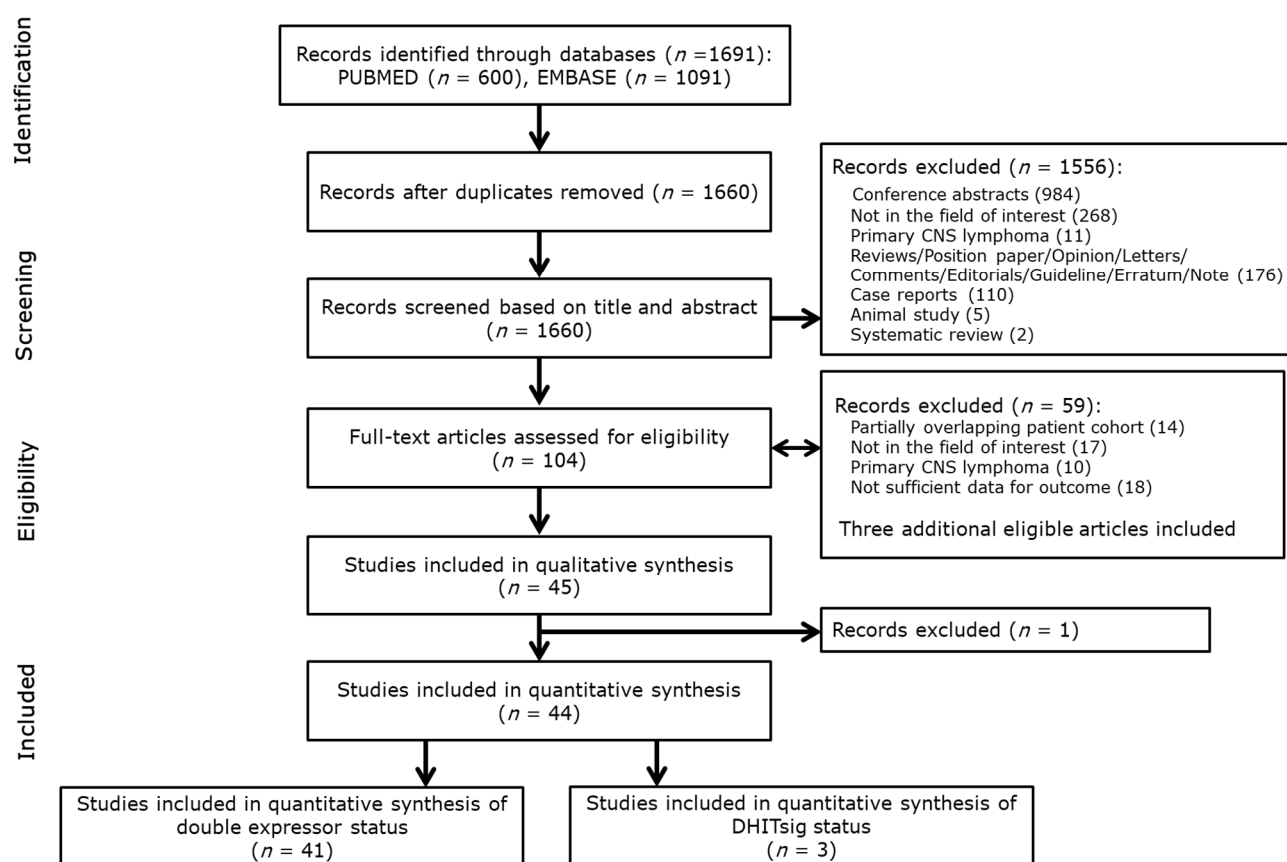 Identification
Records identified through databases (n =1691):
PUBMED (n = 600), EMBASE (n = 1091)
Records after duplicates removed (n = 1660)
Screening
Records screened based on title and abstract
(n = 1660)
Records excluded (n = 1556):
Conference abstracts (984)
Not in the field of interest (268)
Primary CNS lymphoma (11)
Reviews/Position paper/Opinion/Letters/
Comments/Editorials/Guideline/Erratum/Note (176)
Case reports (110)
Animal study (5)
Systematic review (2)
Eligibility
Full-text articles assessed for eligibility
(n = 104)
Records excluded (n = 59):
Partially overlapping patient cohort (14)
Not in the field of interest (17)
Primary CNS lymphoma (10)
Not sufficient data for outcome (18)
Three additional eligible articles included
Studies included in qualitative synthesis
(n = 45)
Records excluded (n = 1)
Included
Studies included in quantitative synthesis
(n = 44)
Studies included in quantitative synthesis of
double expressor status
(n = 41)
Studies included in quantitative synthesis of
DHITsig status
(n = 3)